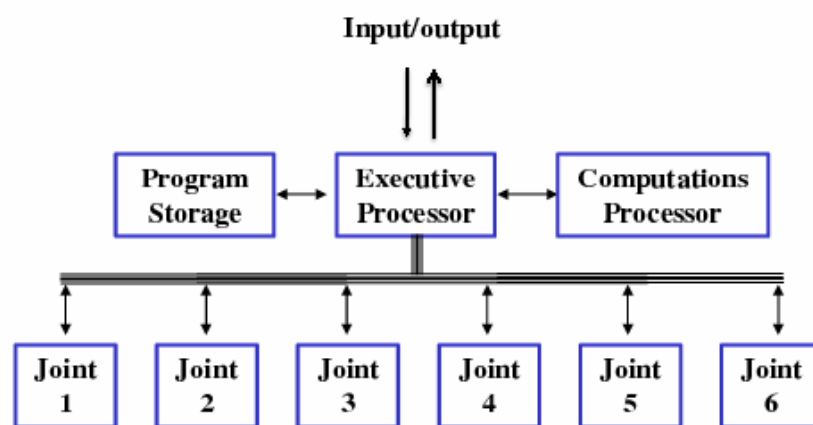 Input/output
Program
Storage
Executive
Processor
Computations
Processor
Joint
1
Joint
2
Joint
3
Joint
4
Joint
5
Joint
6